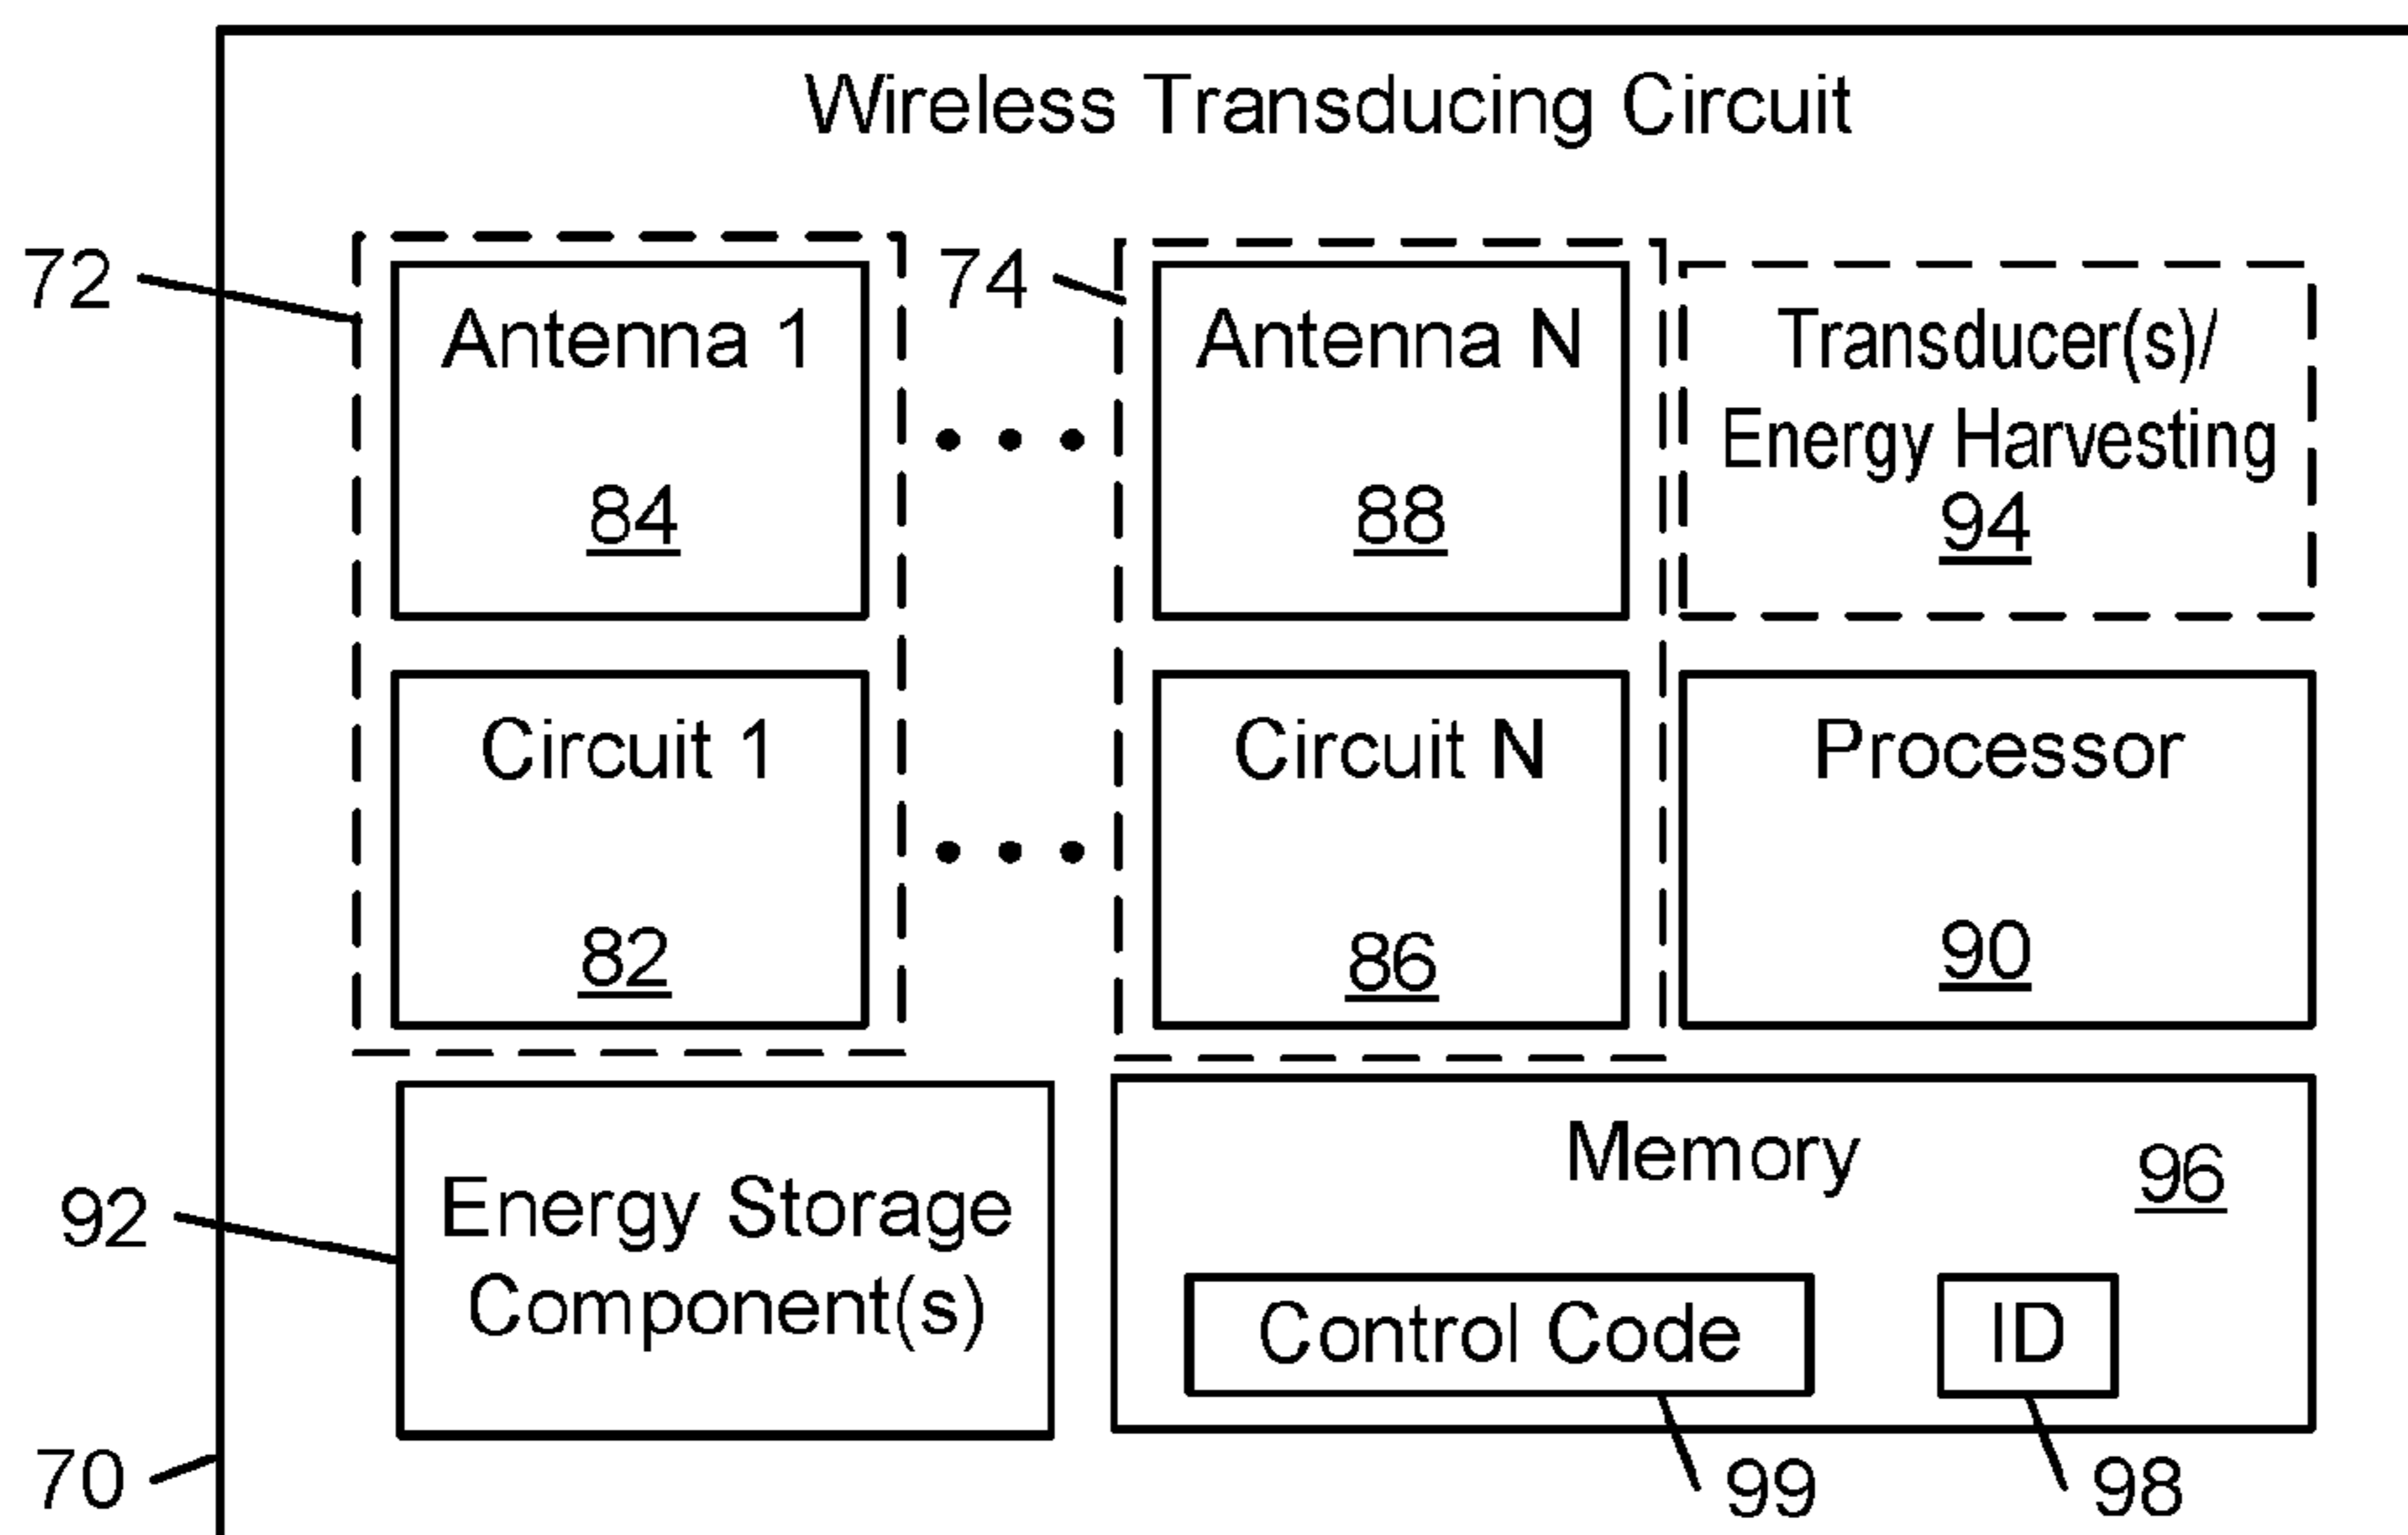 Wireless Transducing Circuit
72
74
Antenna 1
84
Antenna N
88
Transducer(s)/
Energy Harvesting
94
Circuit 1
82
Circuit N
86
Processor
90
92
Energy Storage
Component(s)
Memory
96
Control Code
ID
70
99
98